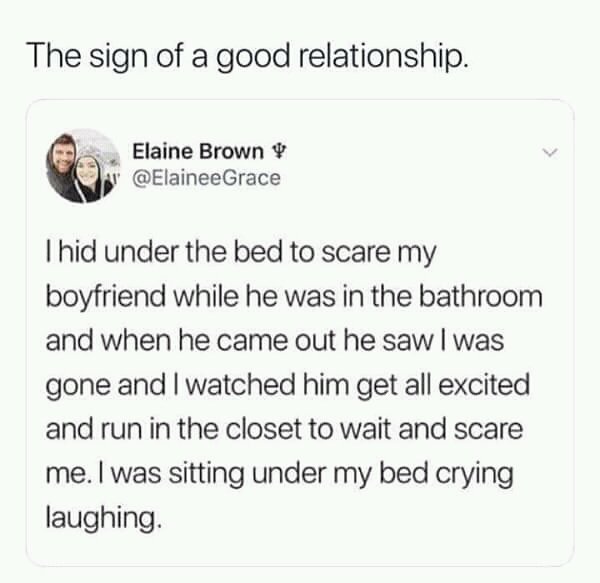 The sign of a good relationship.
Elaine Brown ♆
@ElaineeGrace
I hid under the bed to scare my
boyfriend while he was in the bathroom
and when he came out he saw I was
gone and I watched him get all excited
and run in the closet to wait and scare
me. I was sitting under my bed crying
laughing.